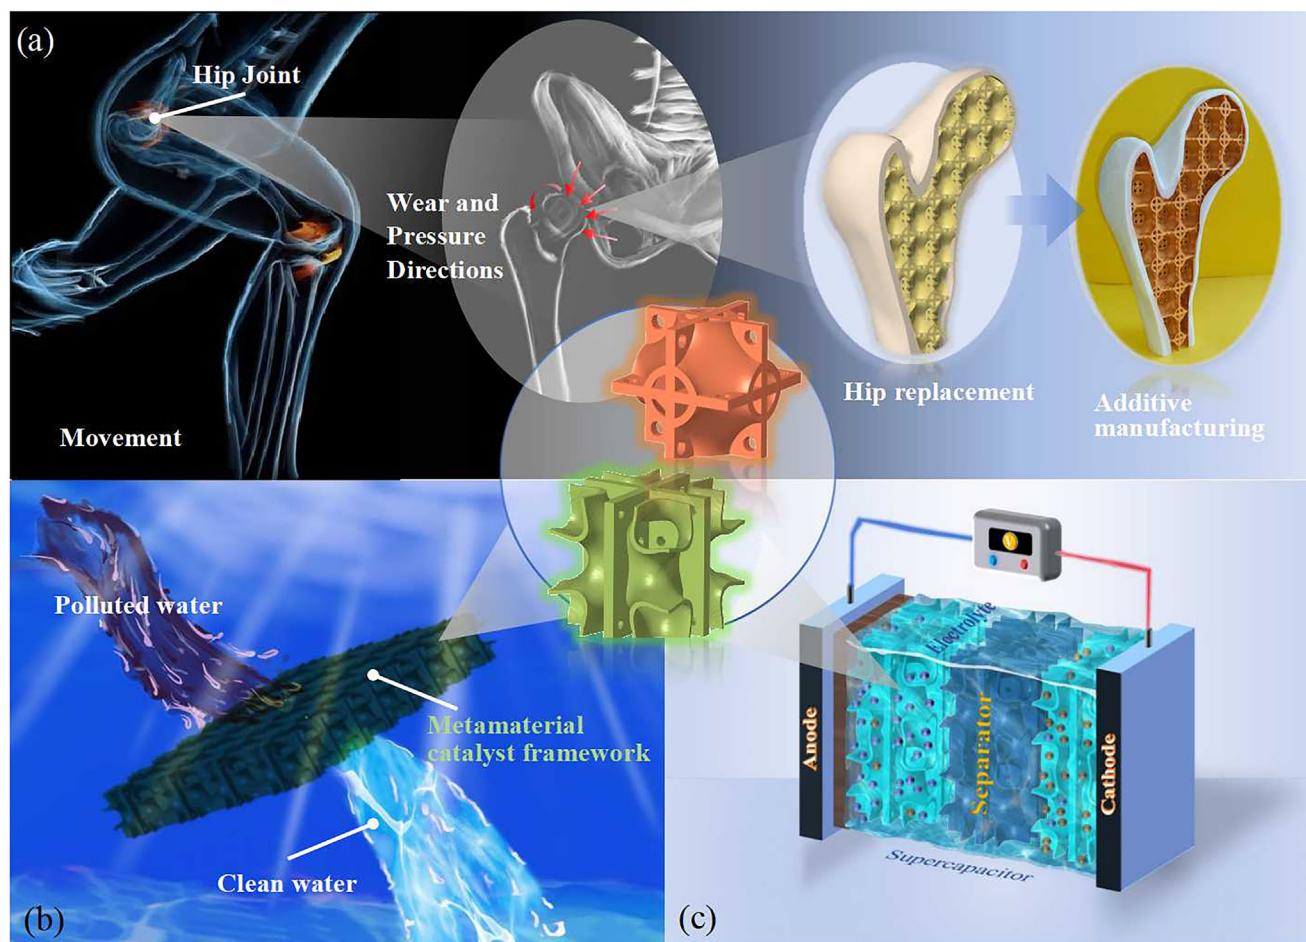 (a)
Hip Joint
Wear and
Pressure
Directions
Movement
Hip replacement
Additive
manufacturing
Polluted water
Metamaterial
catalyst framework
Clean water
(b)
V
Electrolyte
Anode
Separator
Cathode
Supercapacitor
(c)